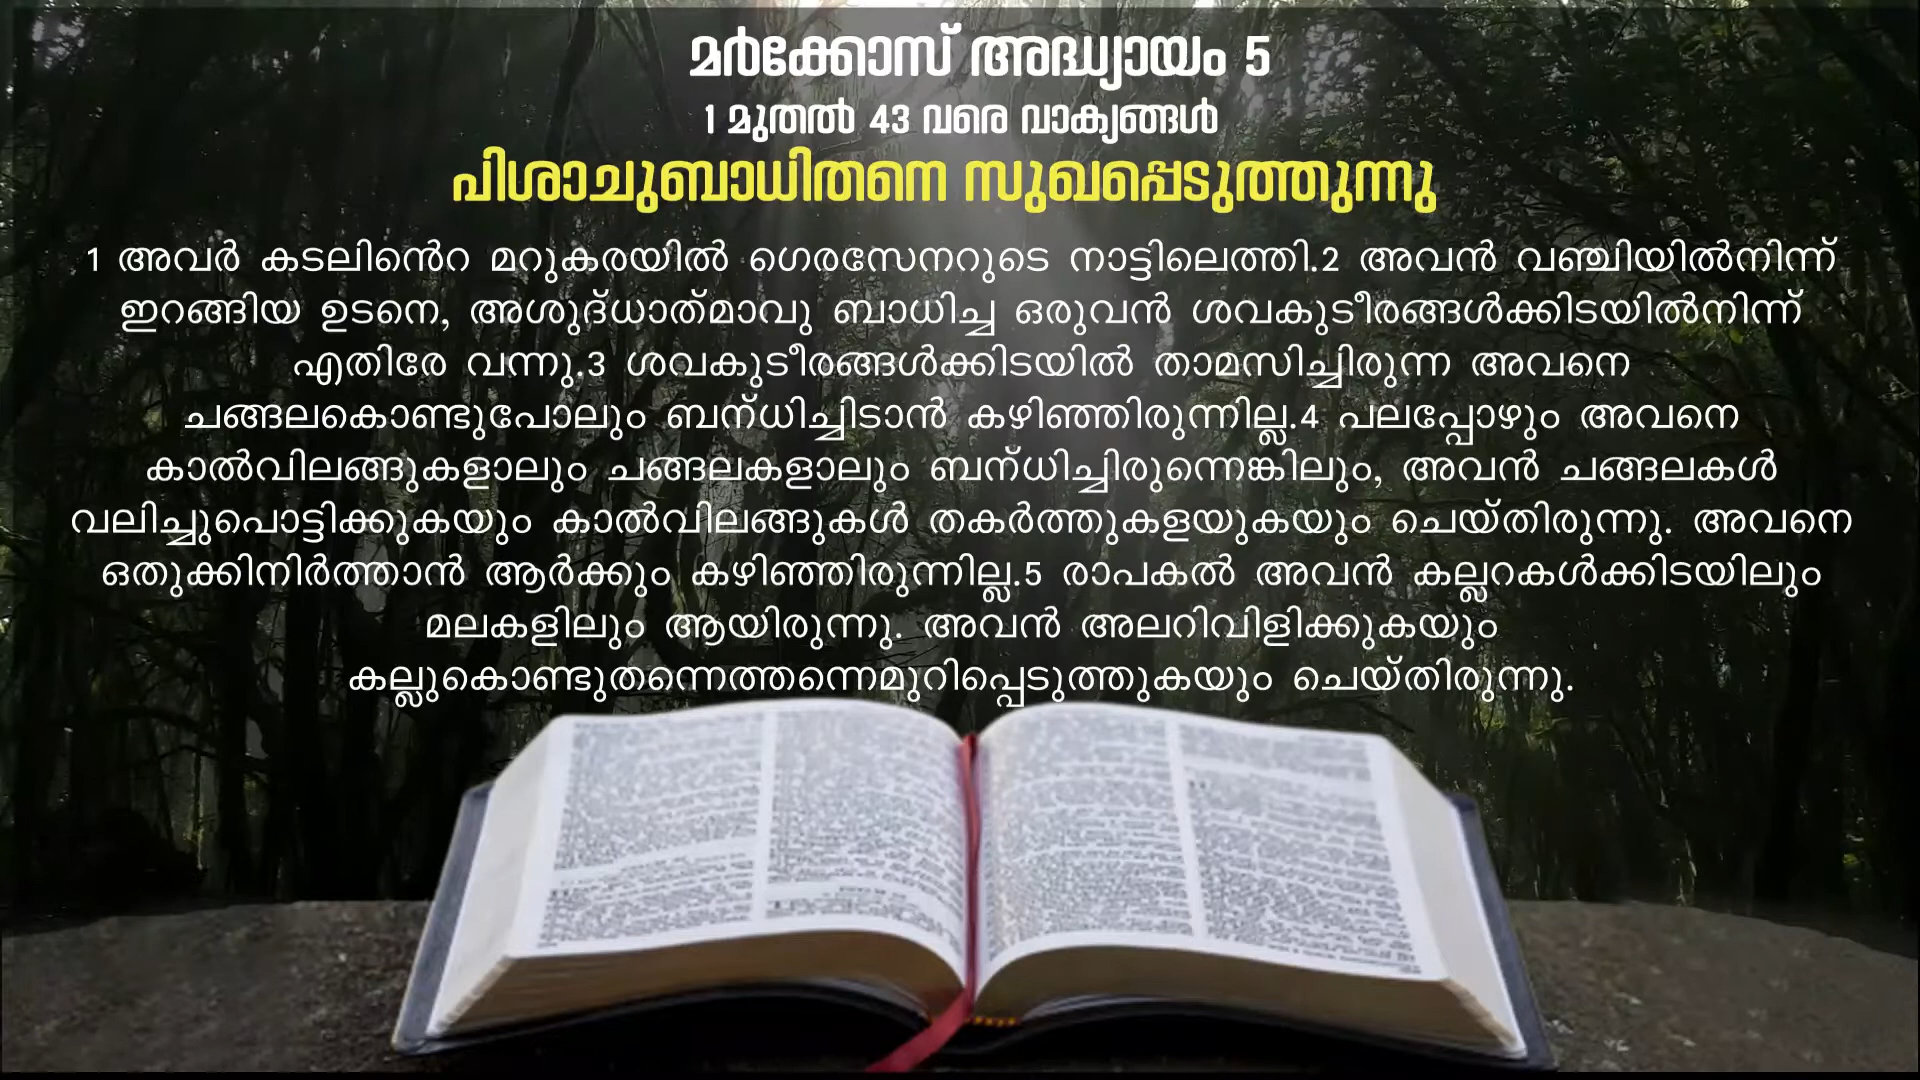 മർക്കോസ് അദ്ധ്യായം 5
1 മുതൽ 43 വരെ വാക്യങ്ങൾ
പിശാചുബാധിതനെ സുഖപ്പെടുത്തുന്നു
1 അവർ കടലിൻെറ മറുകരയിൽ ഗെരസേനറുടെ നാട്ടിലെത്തി.2 അവൻ വഞ്ചിയിൽനിന്ന്
ഇറങ്ങിയ ഉടനെ, അശുദ്ധാത്മാവു ബാധിച്ച ഒരുവൻ ശവകുടീരങ്ങൾക്കിടയിൽനിന്ന്
എതിരേ വന്നു.3 ശവകുടീരങ്ങൾക്കിടയിൽ താമസിച്ചിരുന്ന അവനെ
ചങ്ങലകൊണ്ടുപോലും ബന്ധിച്ചിടാൻ കഴിഞ്ഞിരുന്നില്ല.4 പലപ്പോഴും അവനെ
കാൽവിലങ്ങുകളാലും ചങ്ങലകളാലും ബന്ധിച്ചിരുന്നെങ്കിലും, അവൻ ചങ്ങലകൾ
വലിച്ചുപൊട്ടിക്കുകയും കാൽവിലങ്ങുകൾ തകർത്തുകളയുകയും ചെയ്തിരുന്നു. അവനെ
ഒതുക്കിനിർത്താൻ ആർക്കും കഴിഞ്ഞിരുന്നില്ല.5 രാപകൽ അവൻ കല്ലറകൾക്കിടയിലും
മലകളിലും ആയിരുന്നു. അവൻ അലറിവിളിക്കുകയും
കല്ലുകൊണ്ടുതന്നെത്തന്നെമുറിപ്പെടുത്തുകയും ചെയ്തിരുന്നു.